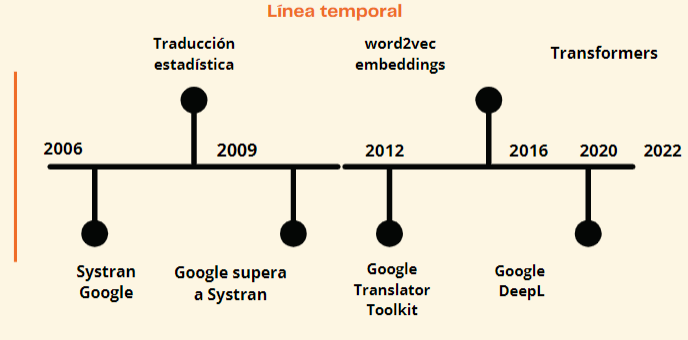 Línea temporal
Traducción
estadística
word2vec
embeddings
Transformers
2006
2009
2012
2016
2020
2022
Systran
Google
Google supera
a Systran
Google
Translator
Toolkit
Google
DeepL